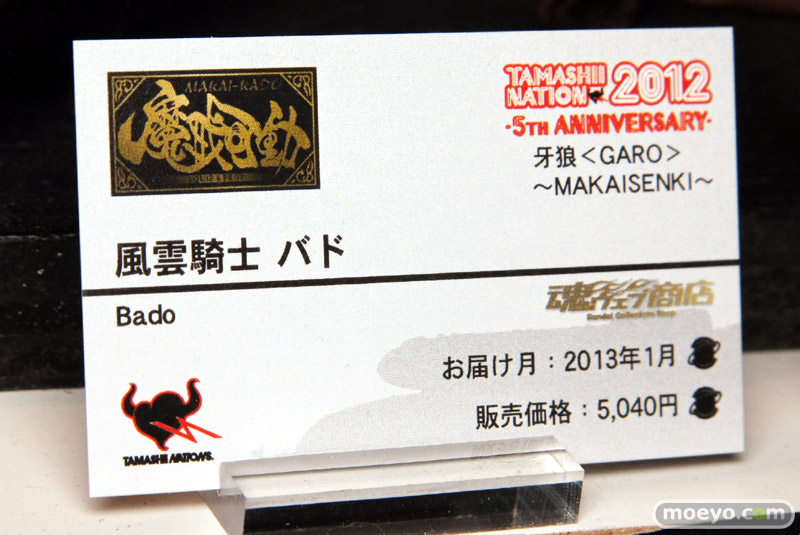 MAKAI-KADO
魔戒可動
EQUIP & PROP
TAMASHII
NATION 2012
-5TH ANNIVERSARY-
牙狼＜GARO＞
～MAKAISENKI～
風雲騎士 バド
Bado
魂ウェブ商店
Bandai Collectors Shop
お届け月：2013年1月
販売価格：5,040円
TAMASHII NATIONS.
moeyo.com